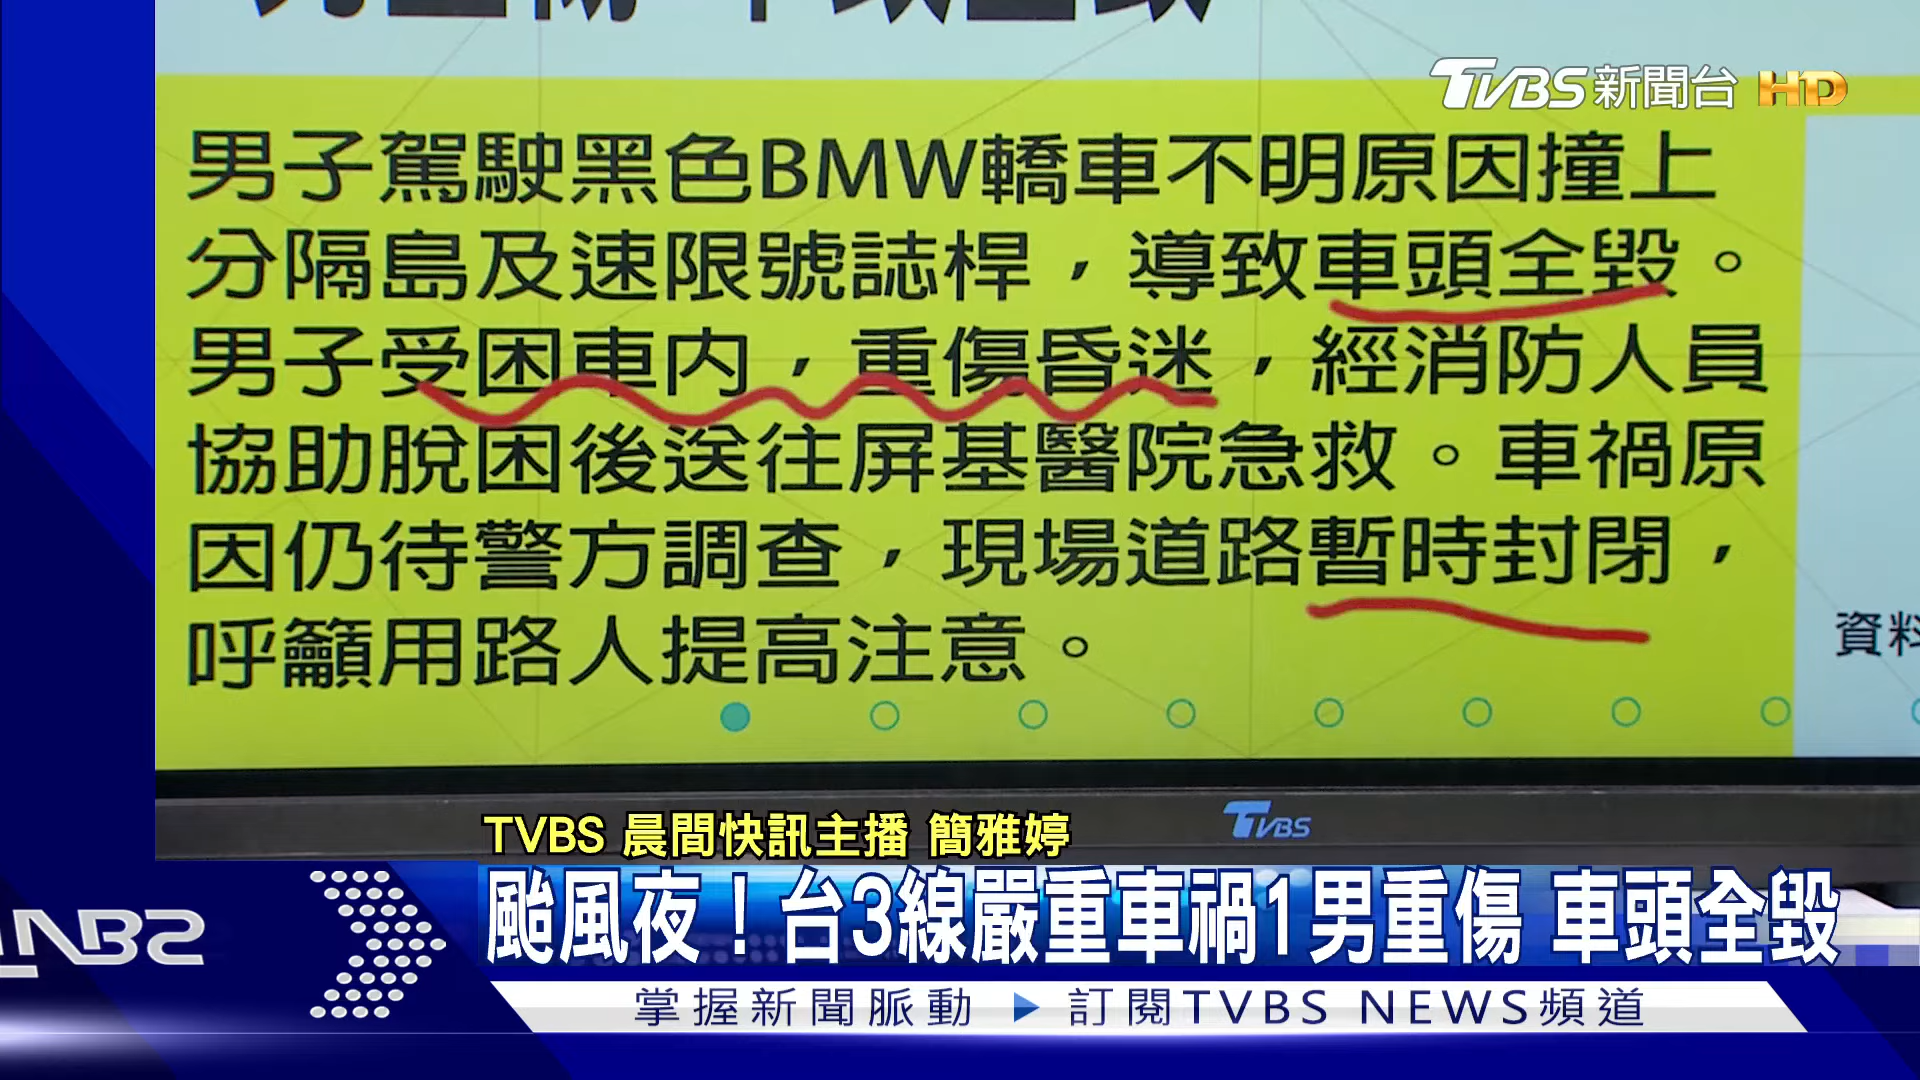 TVBS新聞台 HD
男子駕駛黑色BMW轎車不明原因撞上
分隔島及速限號誌桿，導致車頭全毀。
男子受困車內，重傷昏迷，經消防人員
協助脫困後送往屏基醫院急救。車禍原
因仍待警方調查，現場道路暫時封閉，
呼籲用路人提高注意。
資料
TVBS
TVBS 晨間快訊主播 簡雅婷
颱風夜！台3線嚴重車禍1男重傷 車頭全毀
掌握新聞脈動 ▶ 訂閱TVBS NEWS頻道